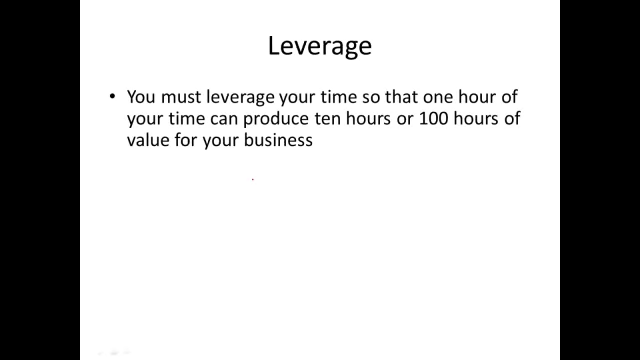 Leverage
• You must leverage your time so that one hour of
your time can produce ten hours or 100 hours of
value for your business